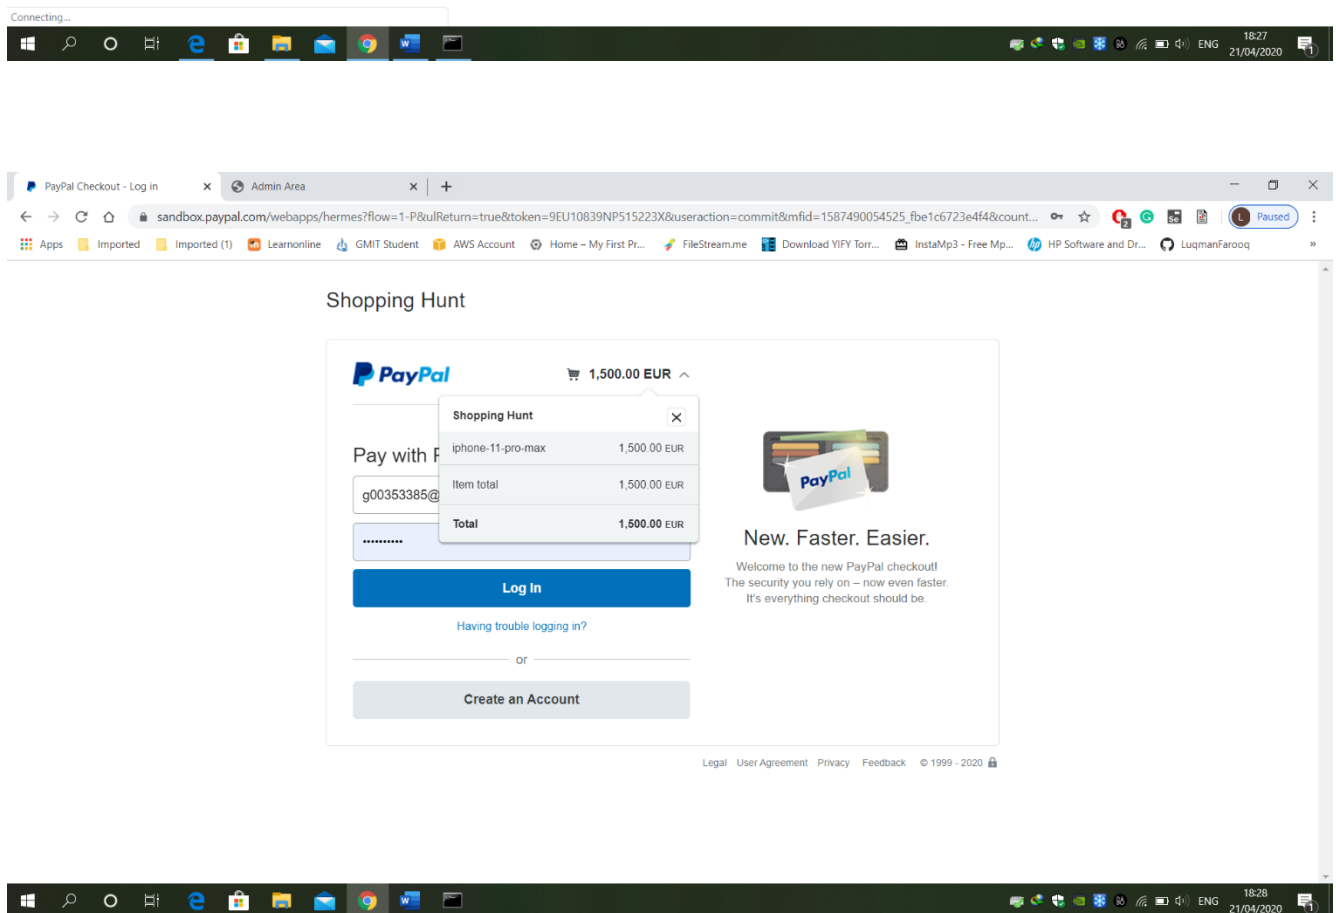 Connecting...
ENG 18:27
21/04/2020
PayPal Checkout - Log in Admin Area
sandbox.paypal.com/webapps/hermes?flow=1-P&ulReturn=true&token=9EU10839NP515223X&useraction=commit&mfid=1587490054525_fbe1c6723e4f4&count... Paused
Apps Imported Imported (1) Learnonline GMIT Student AWS Account Home – My First Pr... FileStream.me Download YIFY Torr... InstaMp3 - Free Mp... HP Software and Dr... LuqmanFarooq »
Shopping Hunt
PayPal 1,500.00 EUR
Shopping Hunt
iphone-11-pro-max 1,500.00 EUR
Item total 1,500.00 EUR
Total 1,500.00 EUR
Pay with
g00353385@
Log In
Having trouble logging in?
or
Create an Account
PayPal
New. Faster. Easier.
Welcome to the new PayPal checkout!
The security you rely on – now even faster.
It's everything checkout should be.
Legal User Agreement Privacy Feedback © 1999 - 2020
ENG 18:28
21/04/2020